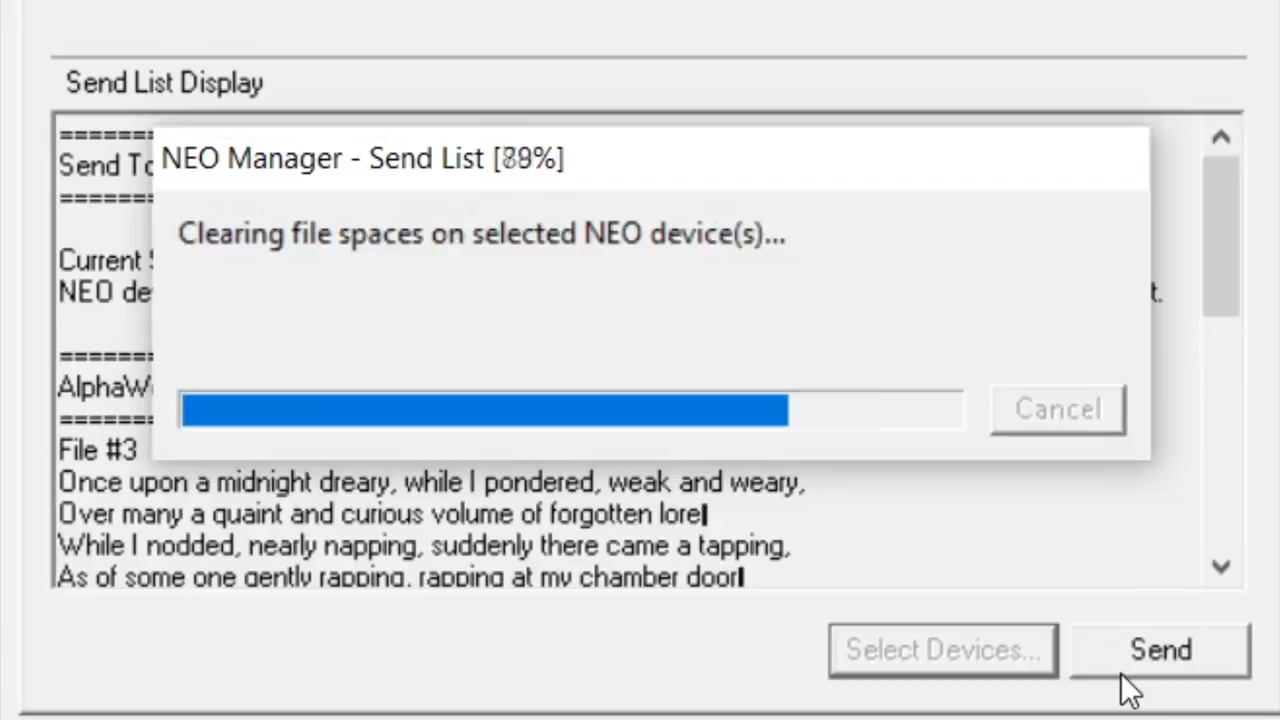 Send List Display
=======
Send To
=======
NEO Manager - Send List [89%]
Clearing file spaces on selected NEO device(s)...
Cancel
Current
NEO de
t.
=======
AlphaW
=======
File #3
Once upon a midnight dreary, while I pondered, weak and weary,
Over many a quaint and curious volume of forgotten lore
While I nodded, nearly napping, suddenly there came a tapping,
As of some one gently rapping, rapping at my chamber door
Select Devices...
Send